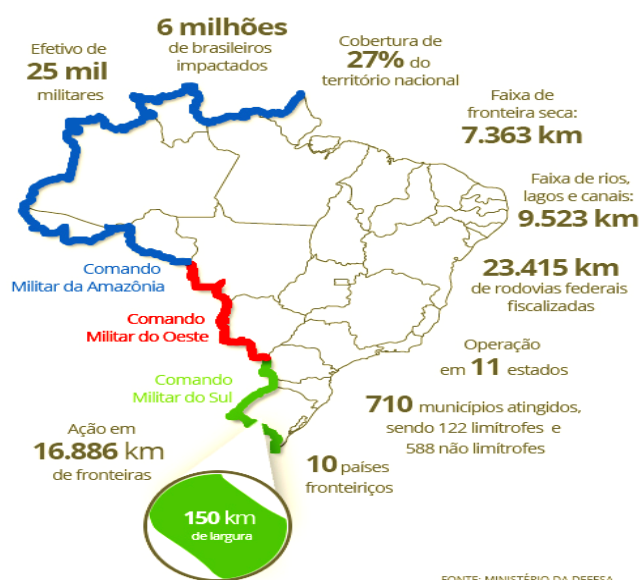 Efetivo de
25 mil
militares
6 milhões
de brasileiros
impactados
Cobertura de
27% do
território nacional
Faixa de
fronteira seca:
7.363 km
Faixa de rios,
lagos e canais:
9.523 km
23.415 km
de rodovias federais
fiscalizadas
Operação
em 11 estados
710 municípios atingidos,
sendo 122 limítrofes e
588 não limítrofes
10 países
fronteiriços
Comando
Militar da Amazônia
Comando
Militar do Oeste
Comando
Militar do Sul
Ação em
16.886 km
de fronteiras
150 km
de largura
FONTE: MINISTÉRIO DA DEFESA